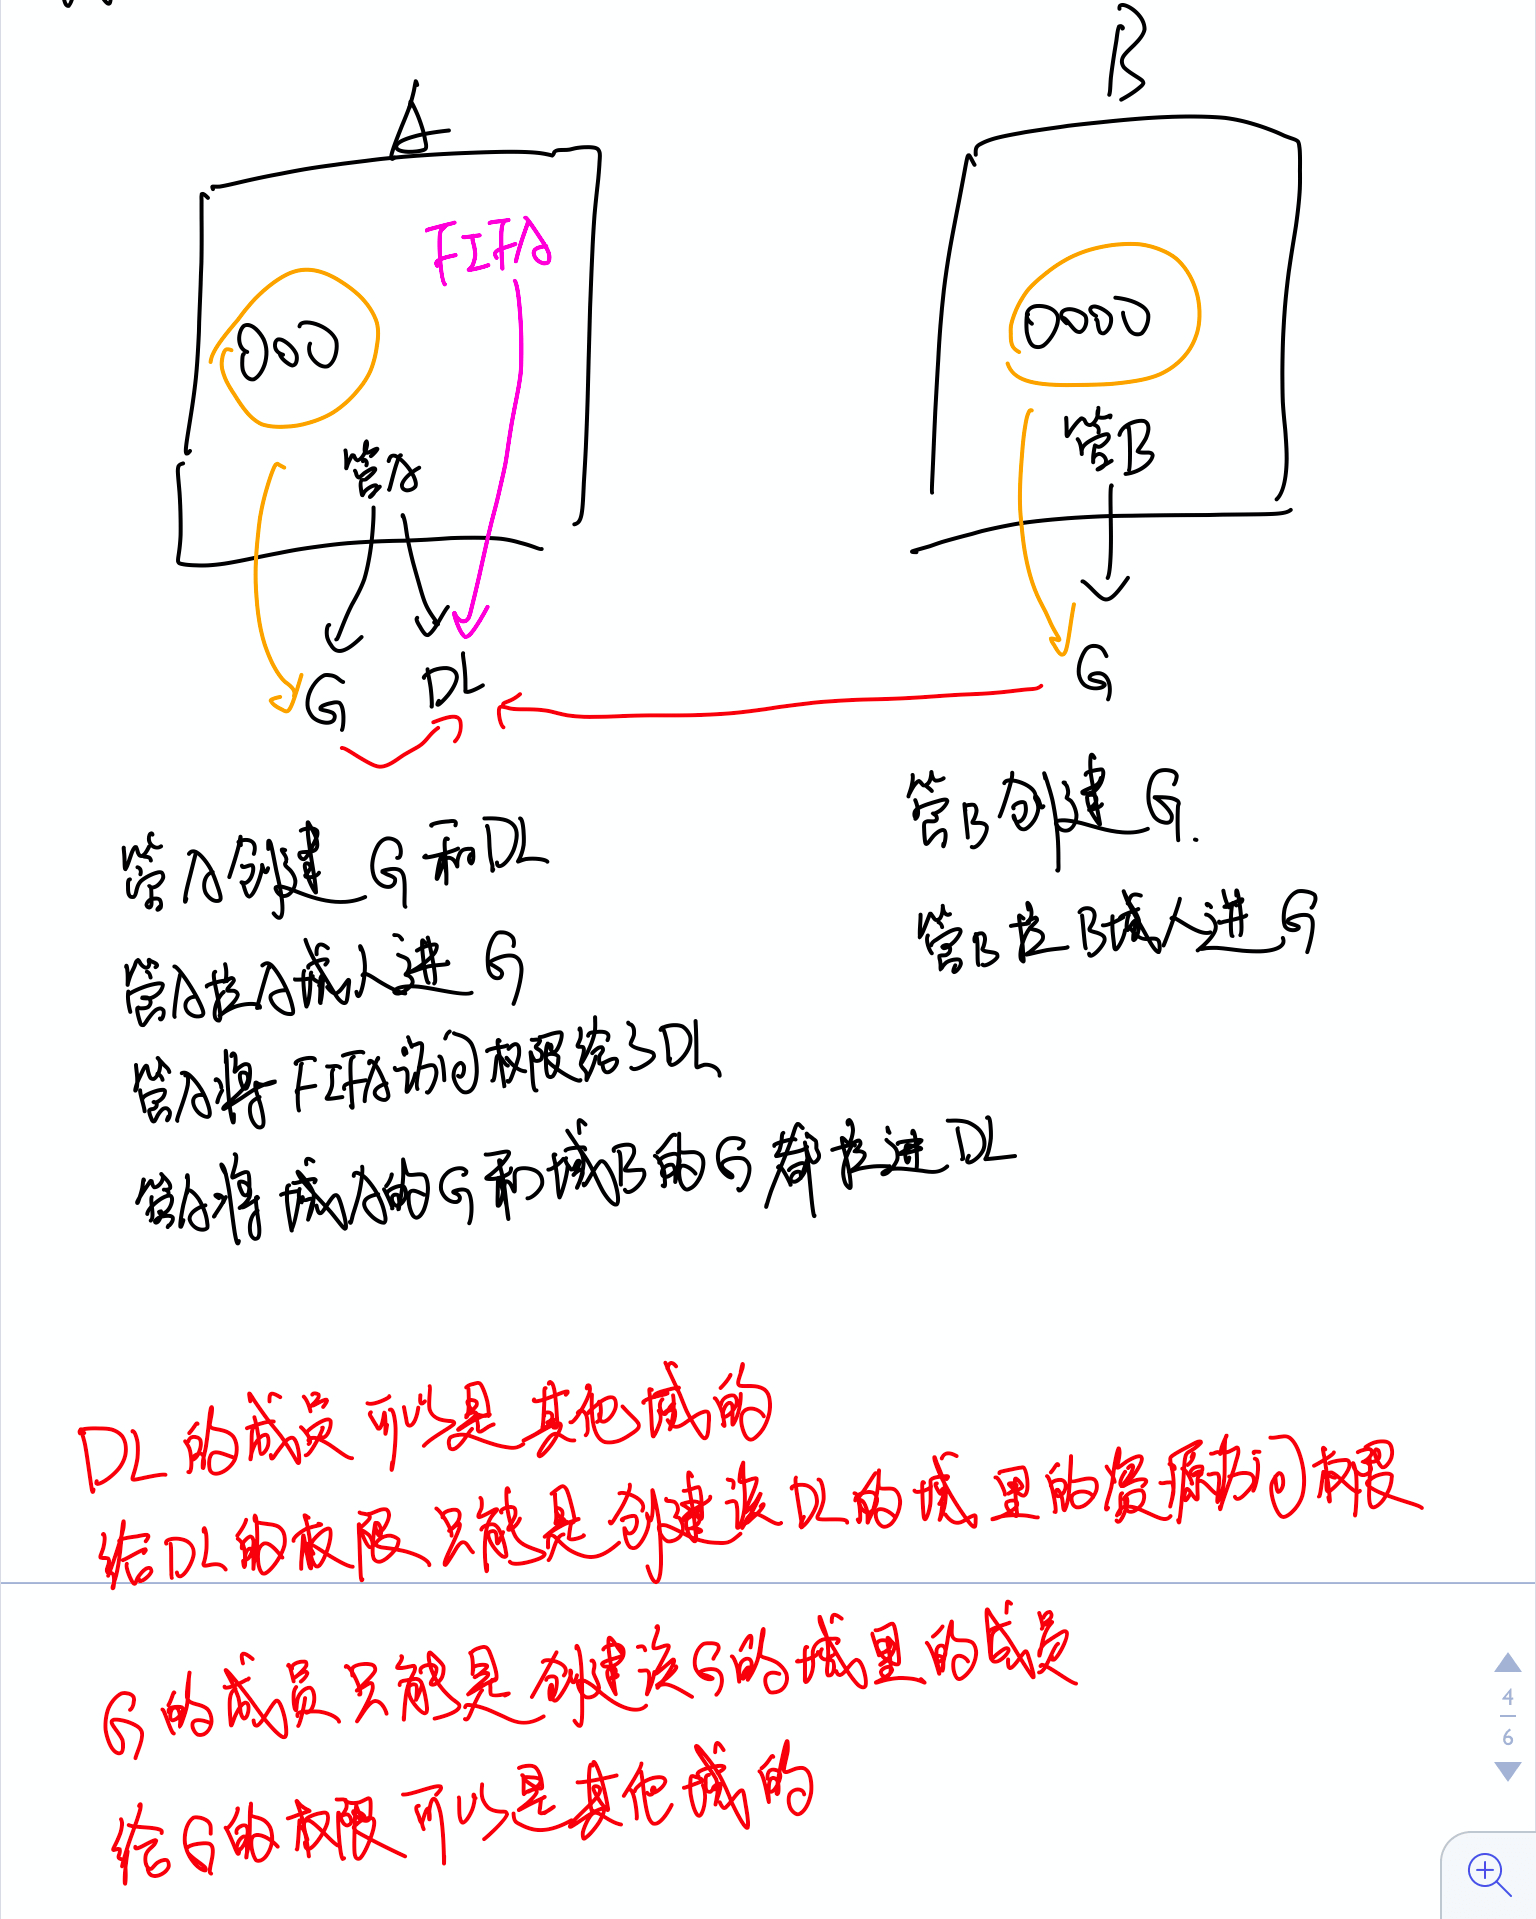 A
B
FIFA
000
0000
管A
管B
G
DL
G
管A创建 G 和DL
管B创建 G.
管A拉A域人进 G
管B拉B域人进G
管A将 FIFA访问权限给了DL
管A将 域A的G和域B的G 都拉进DL
DL的成员可以是其他域的
给DL的权限只能是创建该DL的域里的资源访问权限
G的成员只能是创建该G的域里的成员
给G的权限可以是其他域的
4
6